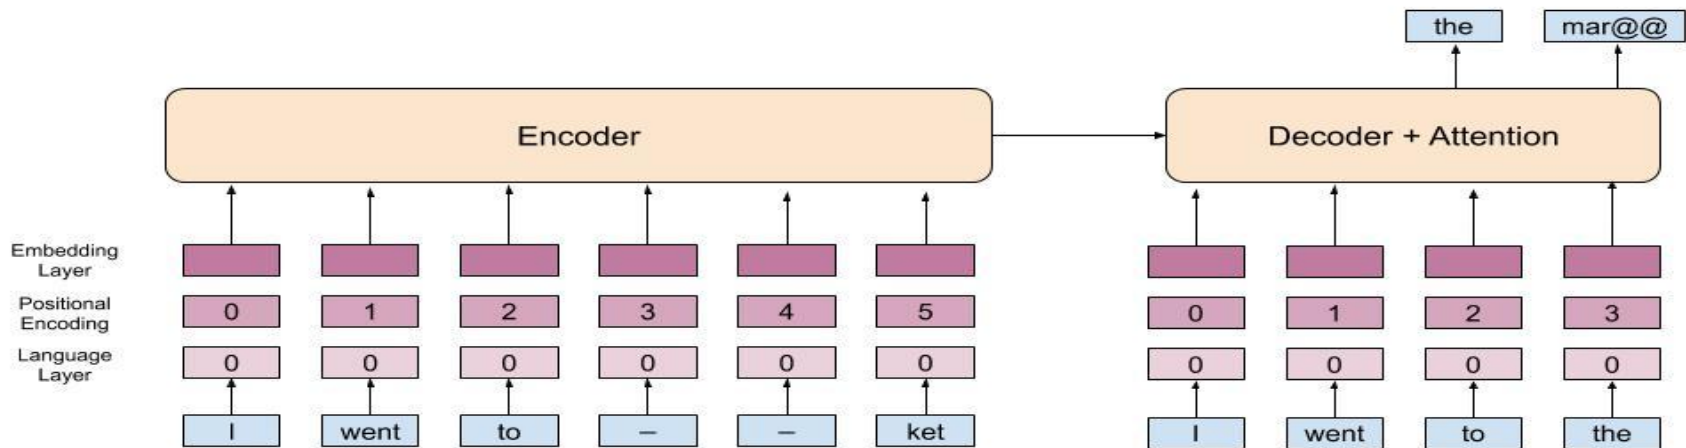 the mar@@
Encoder Decoder + Attention
Embedding
Layer
Positional
Encoding
0 1 2 3 4 5 0 1 2 3
Language
Layer
0 0 0 0 0 0 0 0 0 0
I went to – – ket I went to the